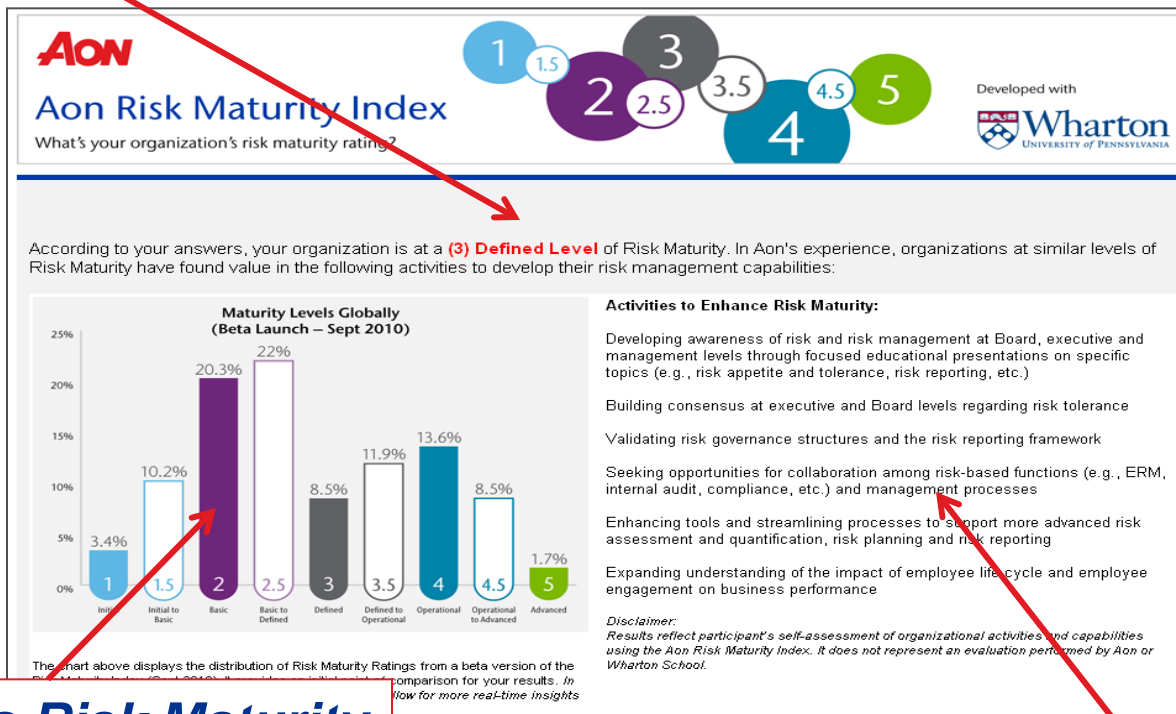 AON
Aon Risk Maturity Index
What's your organization's risk maturity rating?
1
1.5
2
2.5
3
3.5
4
4.5
5
Developed with
Wharton
UNIVERSITY of PENNSYLVANIA
According to your answers, your organization is at a (3) Defined Level of Risk Maturity. In Aon's experience, organizations at similar levels of
Risk Maturity have found value in the following activities to develop their risk management capabilities:
Maturity Levels Globally
(Beta Launch – Sept 2010)
25%
20%
15%
10%
5%
0%
3.4%
10.2%
20.3%
22%
8.5%
11.9%
13.6%
8.5%
1.7%
1
1.5
2
2.5
3
3.5
4
4.5
5
Initial
Initial to
Basic
Basic
Basic to
Defined
Defined
Defined to
Operational
Operational
Operational
to Advanced
Advanced
The chart above displays the distribution of Risk Maturity Ratings from a beta version of the
comparison for your results. In
llow for more real-time insights
Activities to Enhance Risk Maturity:
Developing awareness of risk and risk management at Board, executive and
management levels through focused educational presentations on specific
topics (e.g., risk appetite and tolerance, risk reporting, etc.)
Building consensus at executive and Board levels regarding risk tolerance
Validating risk governance structures and the risk reporting framework
Seeking opportunities for collaboration among risk-based functions (e.g., ERM,
internal audit, compliance, etc.) and management processes
Enhancing tools and streamlining processes to support more advanced risk
assessment and quantification, risk planning and risk reporting
Expanding understanding of the impact of employee life cycle and employee
engagement on business performance
Disclaimer:
Results reflect participant's self-assessment of organizational activities and capabilities
using the Aon Risk Maturity Index. It does not represent an evaluation performed by Aon or
Wharton School.
Risk Maturity